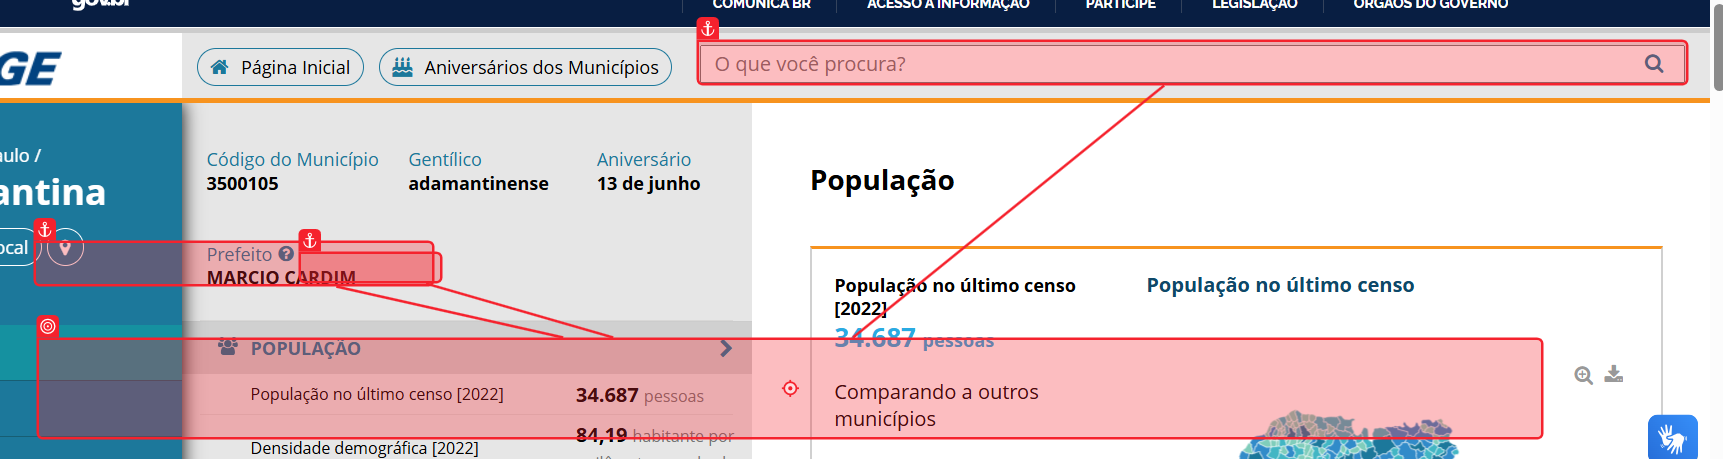 gov.br
COMUNICA BR
ACESSO À INFORMAÇÃO
PARTICIPE
LEGISLAÇÃO
ÓRGÃOS DO GOVERNO
GE
Página Inicial
Aniversários dos Municípios
O que você procura?
aulo /
antina
ocal
Código do Município
3500105
Gentílico
adamantinense
Aniversário
13 de junho
Prefeito
MARCIO CARDIM
POPULAÇÃO
População no último censo [2022]
34.687 pessoas
Densidade demográfica [2022]
84,19 habitante por
População
População no último censo
[2022]
34.687 pessoas
Comparando a outros
municípios
População no último censo